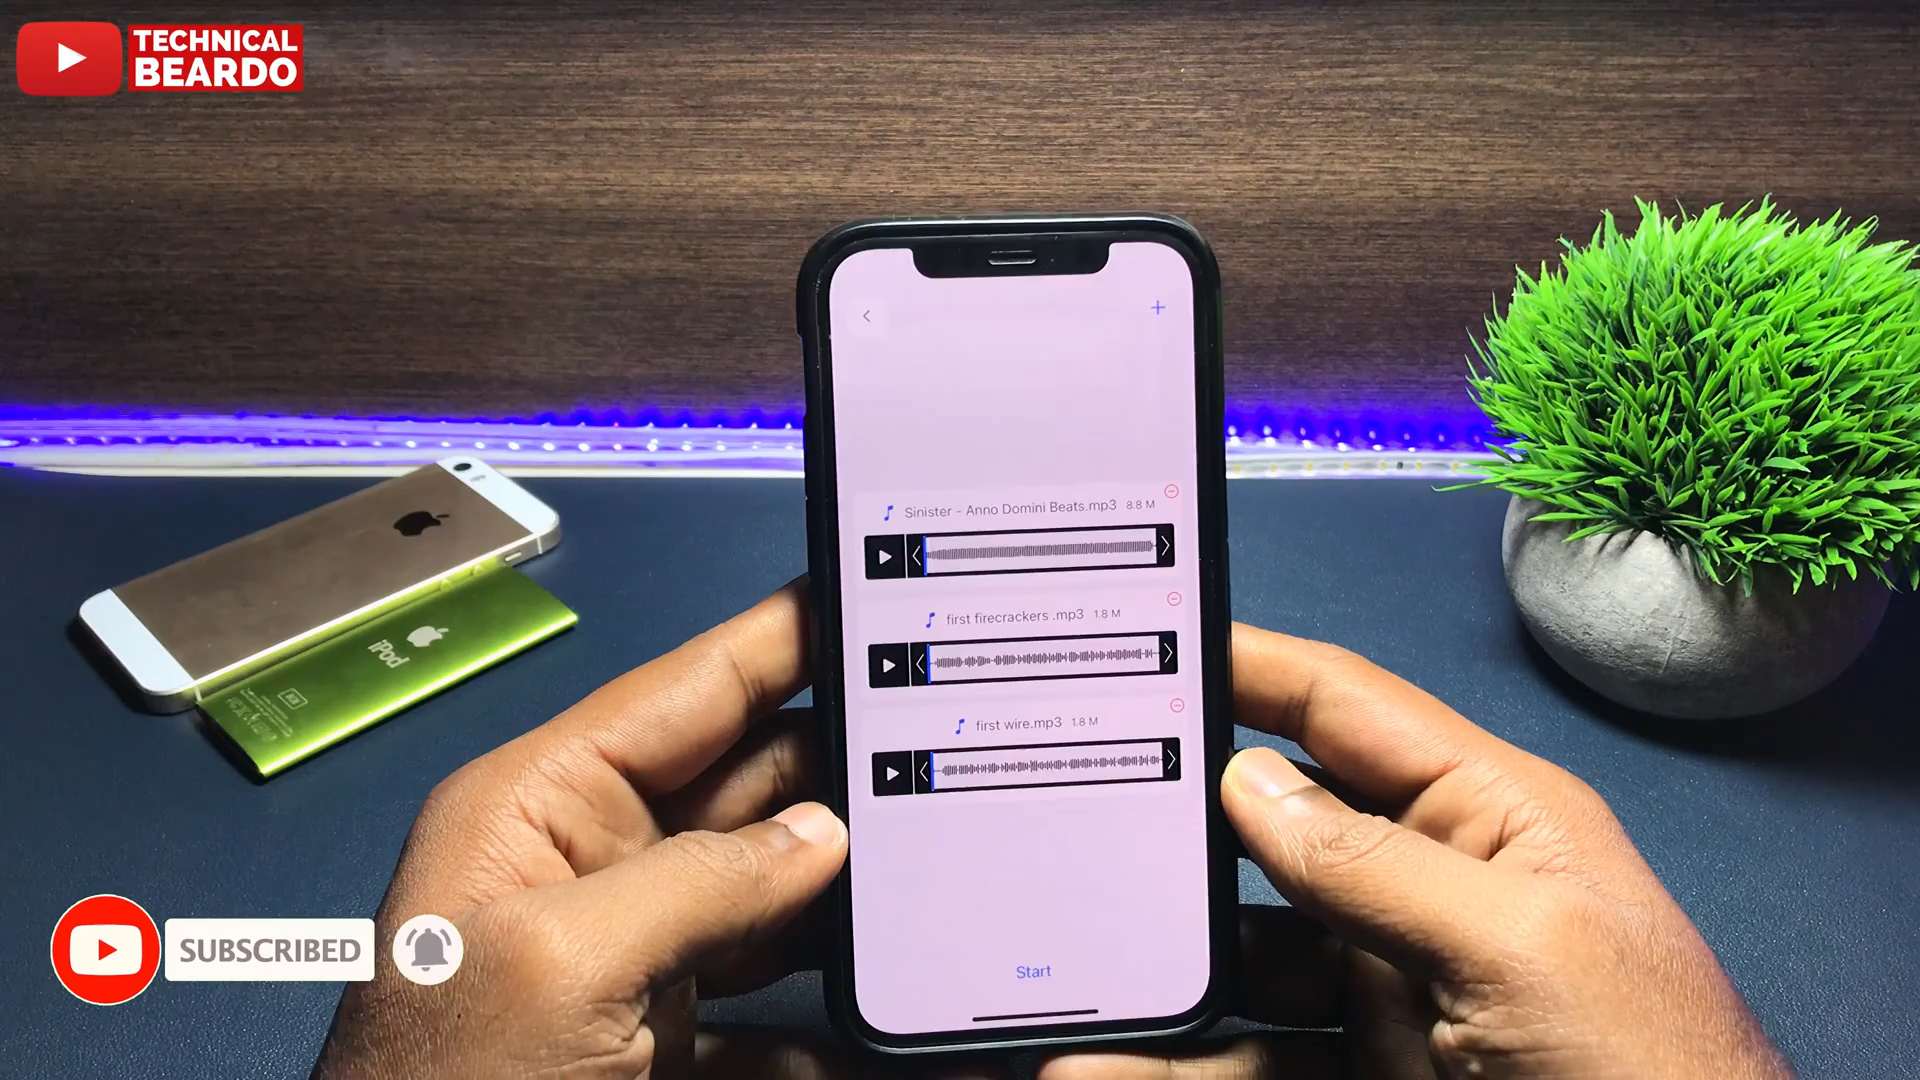 TECHNICAL
BEARDO
Sinister - Anno Domini Beats.mp3 8.8 M
first firecrackers .mp3 1.8 M
first wire.mp3 1.8 M
Start
iPod
SUBSCRIBED